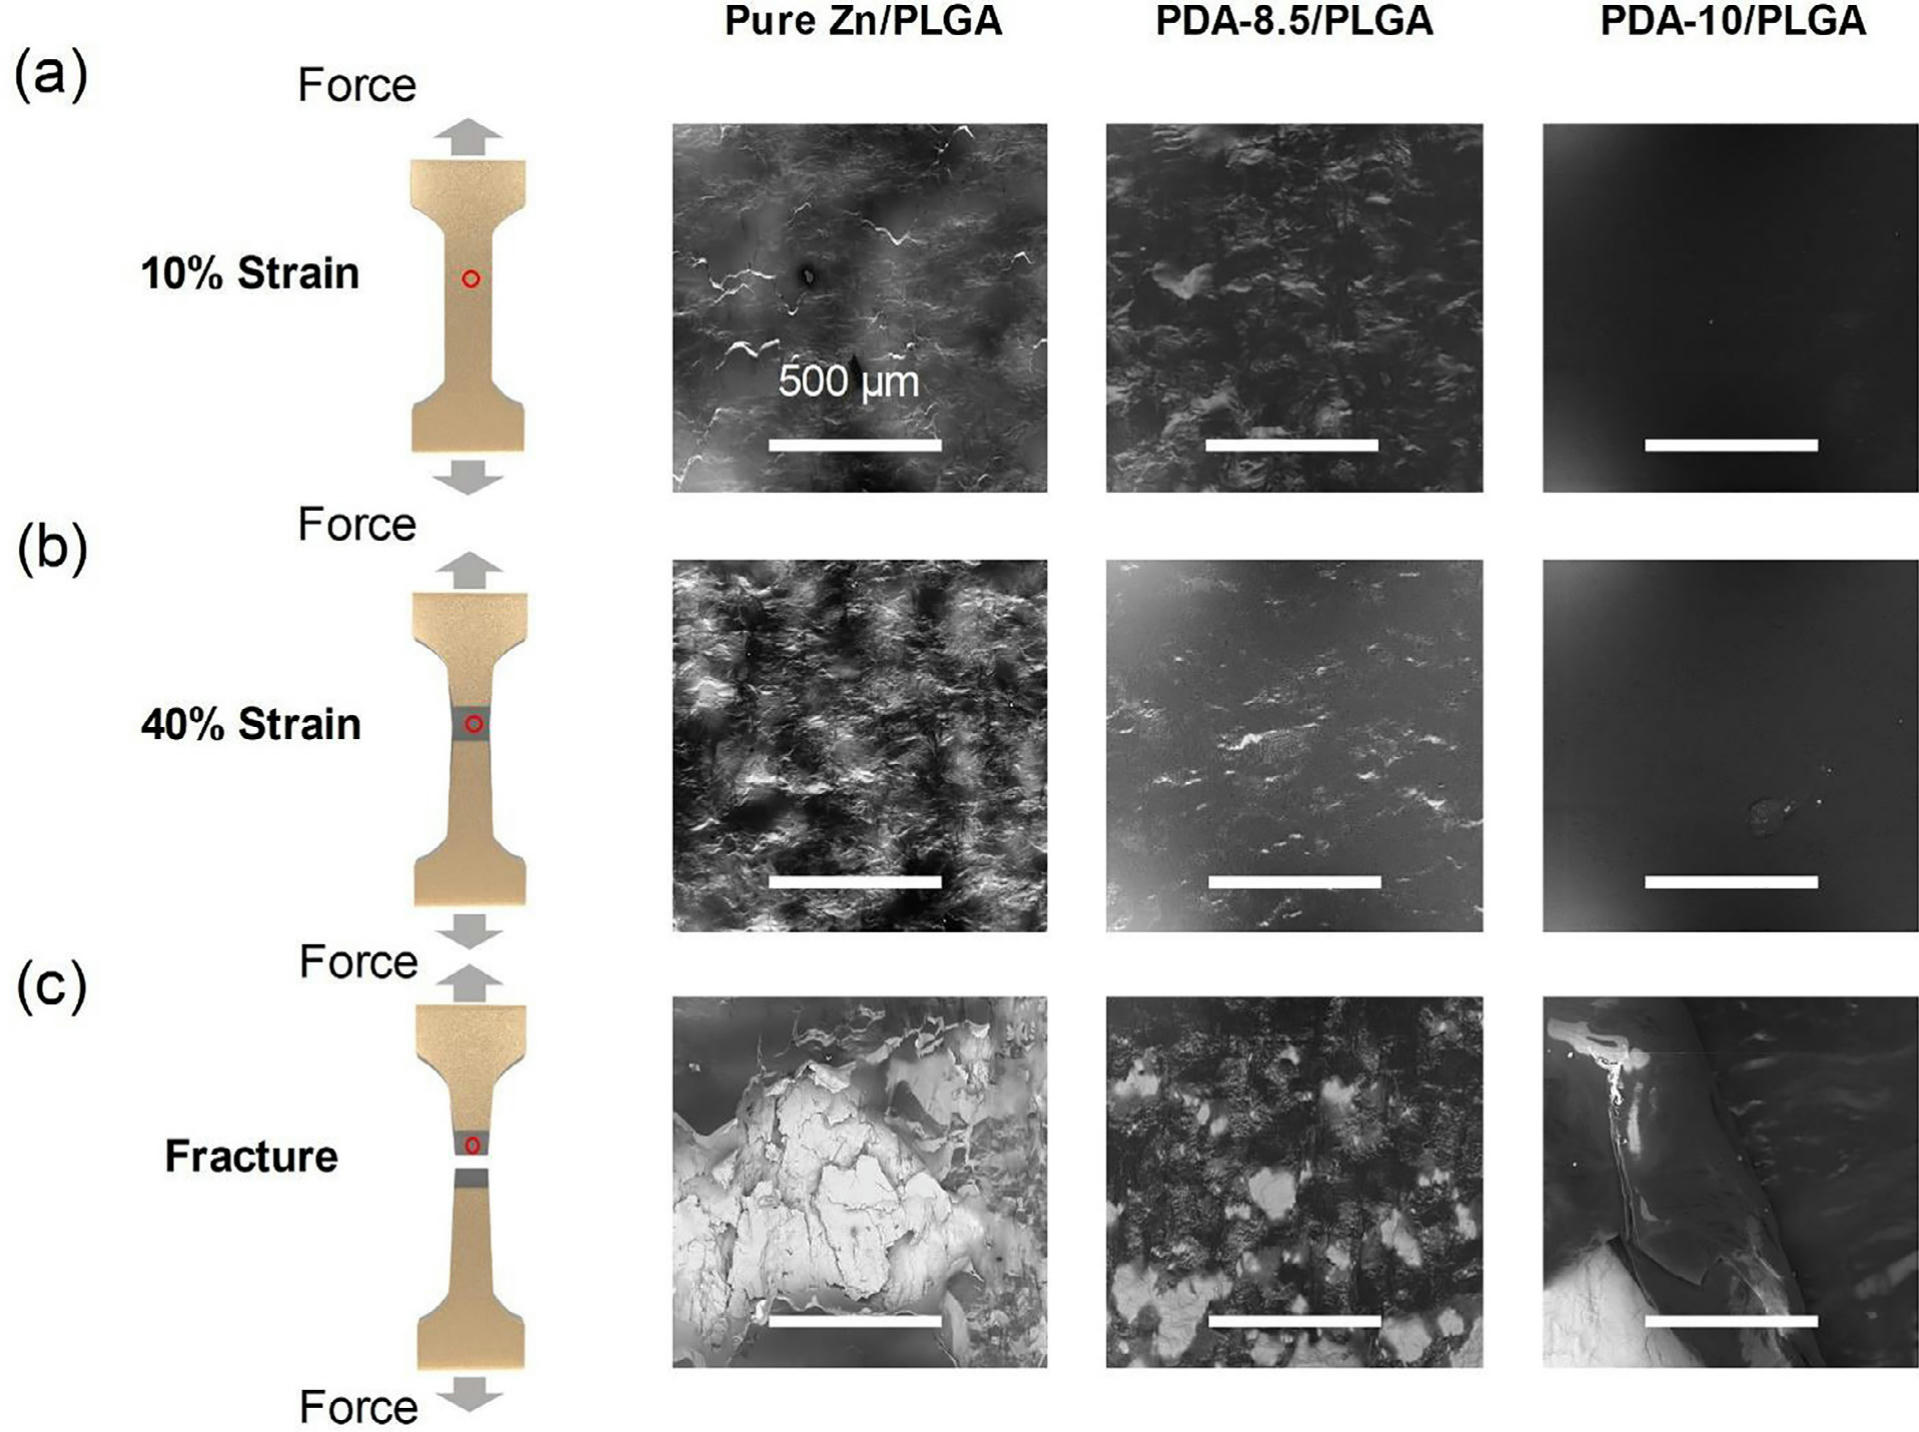 Pure Zn/PLGA
PDA-8.5/PLGA
PDA-10/PLGA
(a)
Force
10% Strain
500 µm
Force
(b)
40% Strain
Force
(c)
Fracture
Force